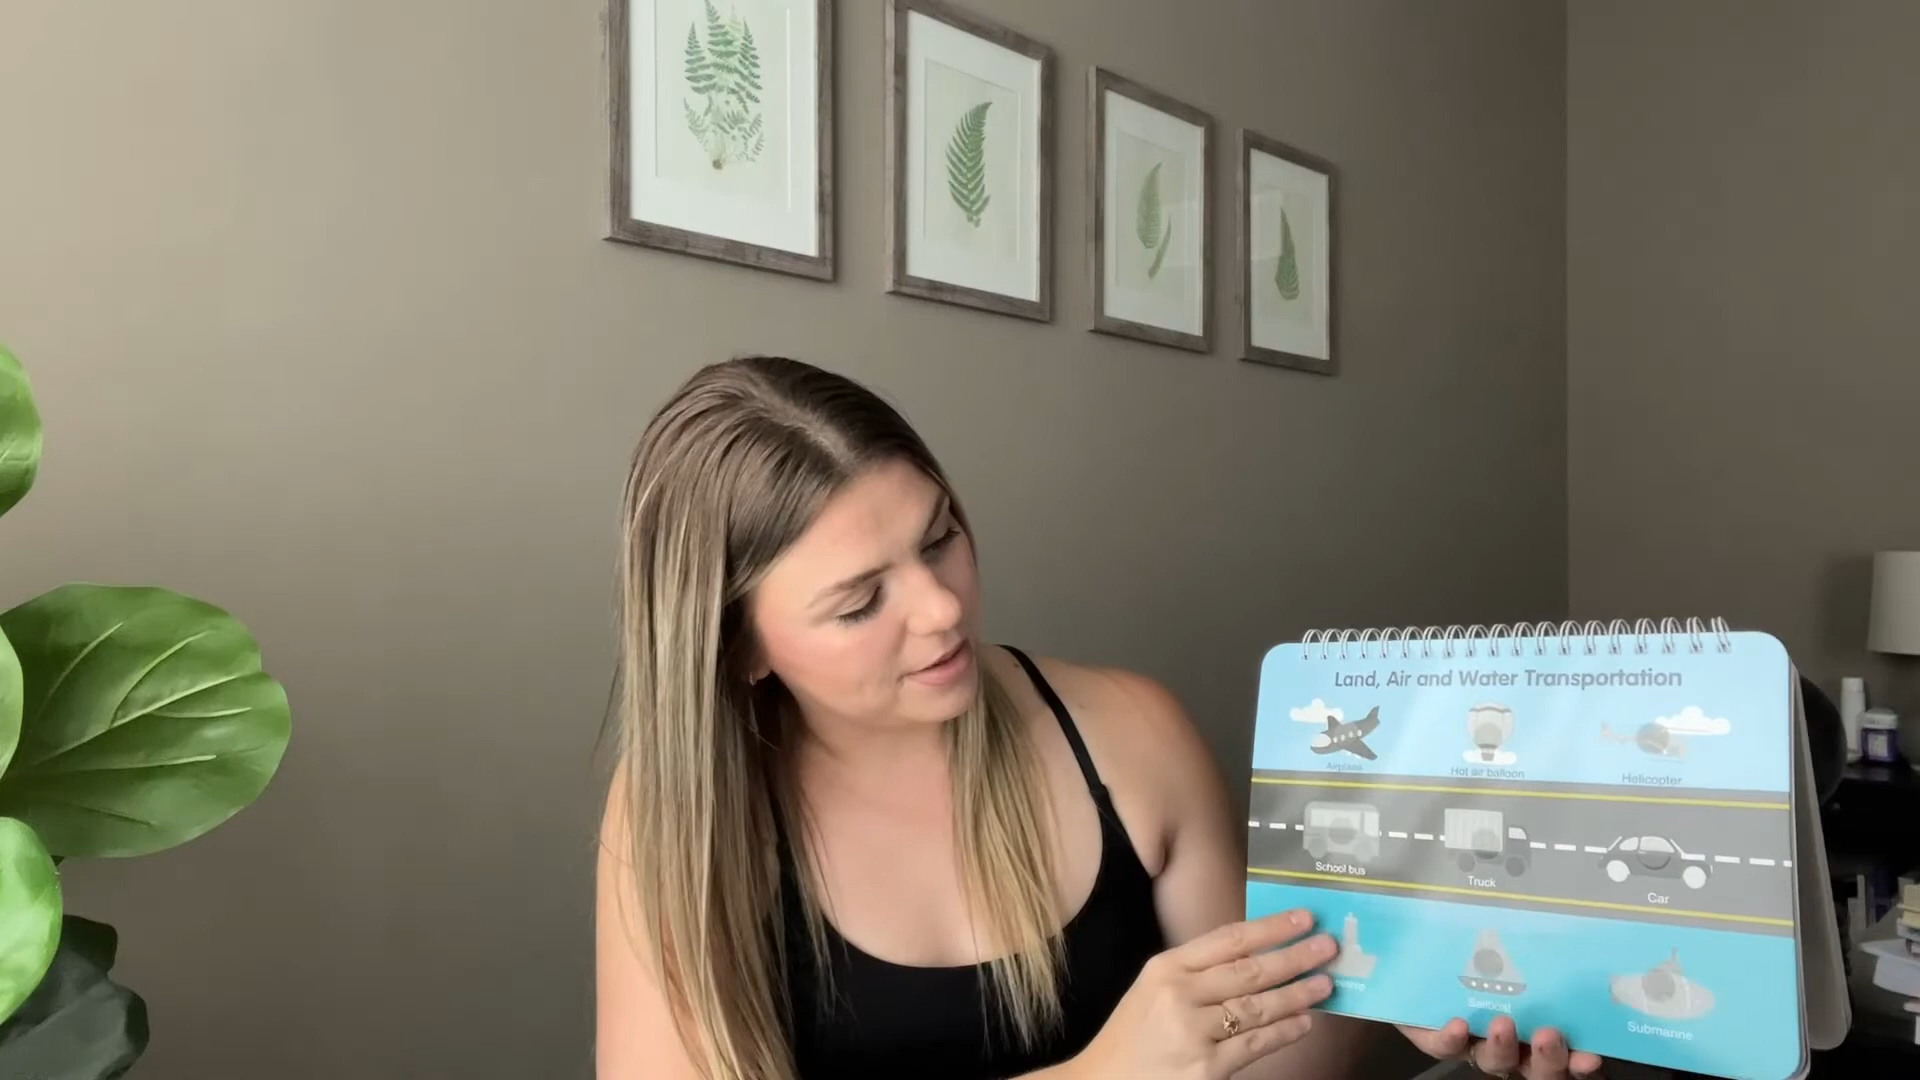 Land, Air and Water Transportation
Airplane
Hot air balloon
Helicopter
School bus
Truck
Car
Sailboat
Submarine